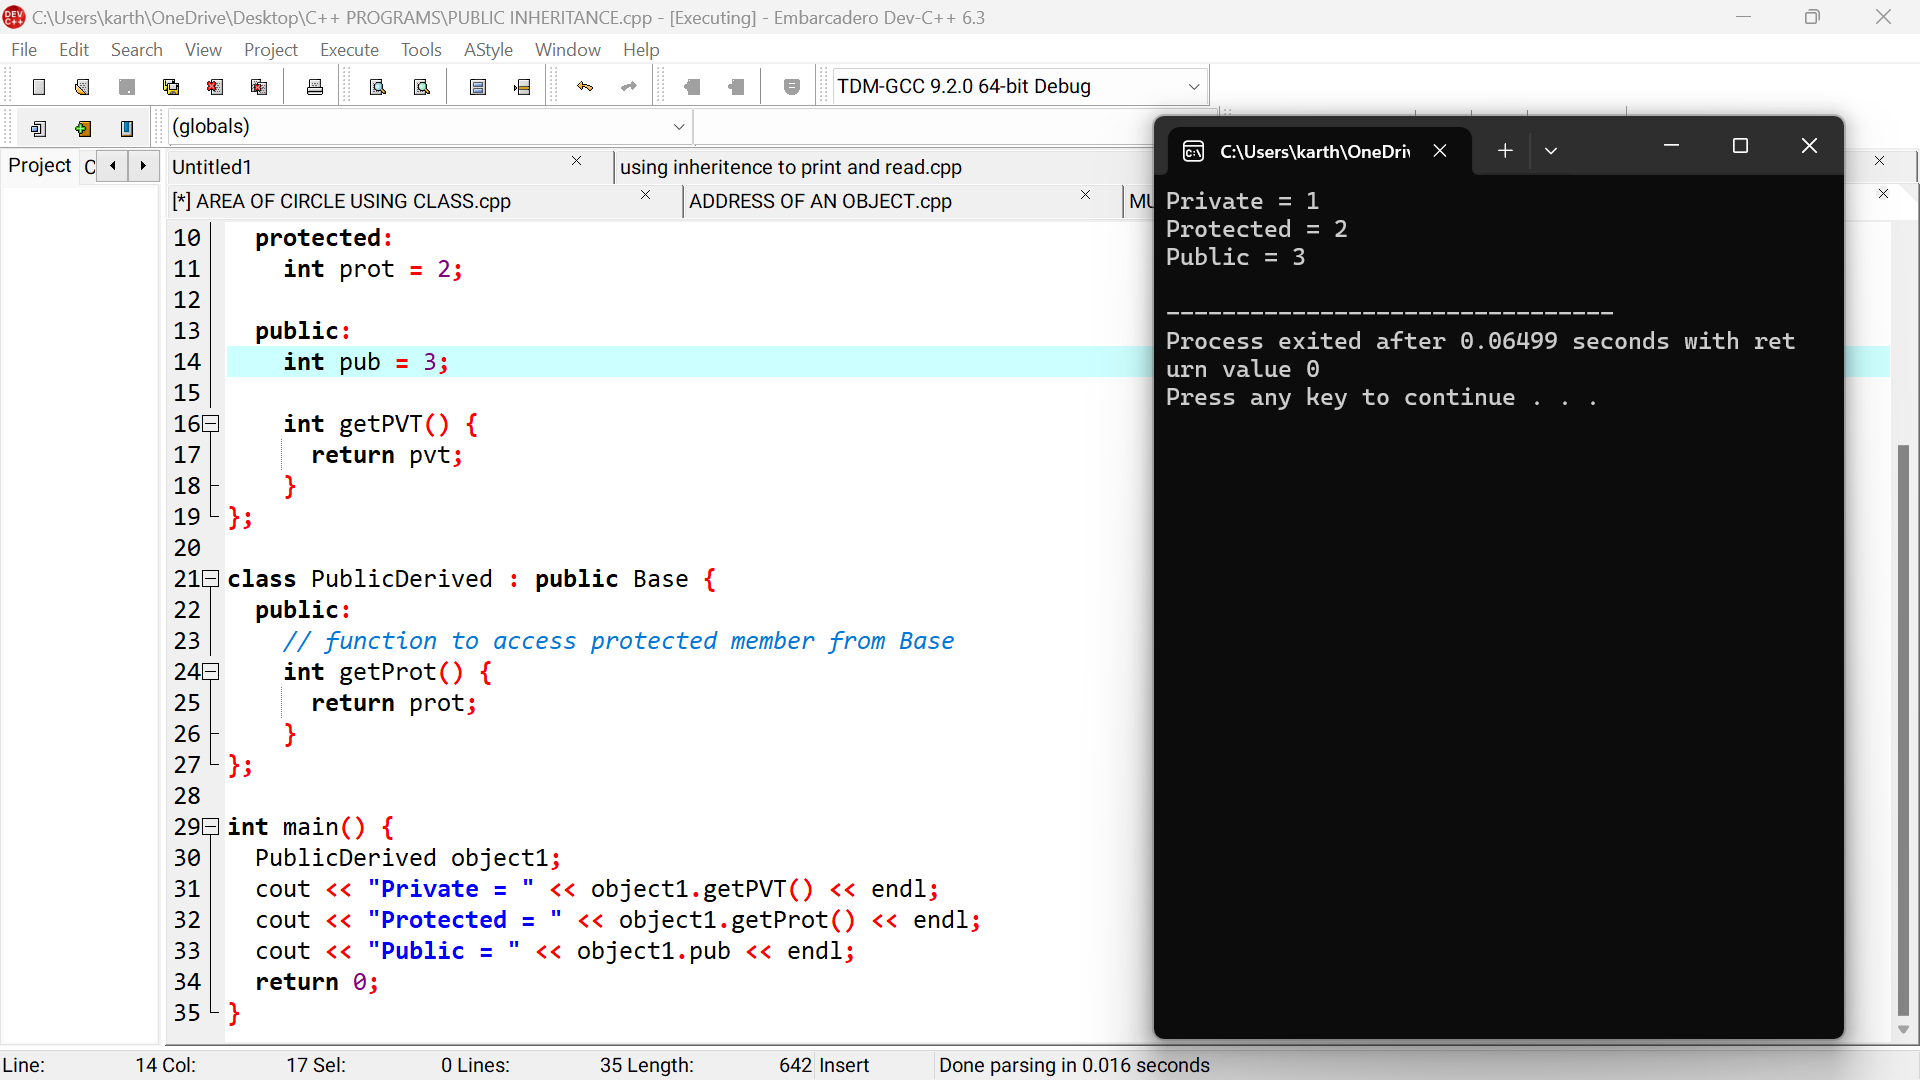 C:\Users\karth\OneDrive\Desktop\C++ PROGRAMS\PUBLIC INHERITANCE.cpp - [Executing] - Embarcadero Dev-C++ 6.3
File Edit Search View Project Execute Tools AStyle Window Help
TDM-GCC 9.2.0 64-bit Debug
(globals)
Project
Untitled1
using inheritence to print and read.cpp
[*] AREA OF CIRCLE USING CLASS.cpp
ADDRESS OF AN OBJECT.cpp
10 protected:
11 int prot = 2;
12
13 public:
14 int pub = 3;
15
16 int getPVT() {
17 return pvt;
18 }
19 };
20
21 class PublicDerived : public Base {
22 public:
23 // function to access protected member from Base
24 int getProt() {
25 return prot;
26 }
27 };
28
29 int main() {
30 PublicDerived object1;
31 cout << "Private = " << object1.getPVT() << endl;
32 cout << "Protected = " << object1.getProt() << endl;
33 cout << "Public = " << object1.pub << endl;
34 return 0;
35 }
C:\Users\karth\OneDri
Private = 1
Protected = 2
Public = 3
--------------------------------
Process exited after 0.06499 seconds with ret
urn value 0
Press any key to continue . . .
Line: 14 Col: 17 Sel: 0 Lines: 35 Length: 642 Insert Done parsing in 0.016 seconds